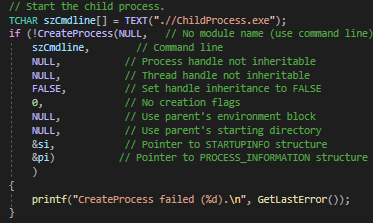 // Start the child process.
TCHAR szCmdline[] = TEXT(".//ChildProcess.exe");
if (!CreateProcess(NULL,   // No module name (use command line)
    szCmdline,        // Command line
    NULL,           // Process handle not inheritable
    NULL,           // Thread handle not inheritable
    FALSE,          // Set handle inheritance to FALSE
    0,              // No creation flags
    NULL,           // Use parent's environment block
    NULL,           // Use parent's starting directory
    &si,            // Pointer to STARTUPINFO structure
    &pi)           // Pointer to PROCESS_INFORMATION structure
    )
{
    printf("CreateProcess failed (%d).\n", GetLastError());
}